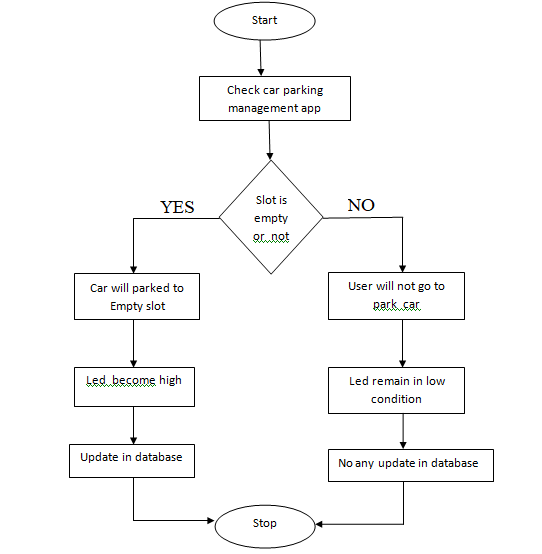 Start
Check car parking
management app
Slot is
empty
or not
YES
NO
Car will parked to
Empty slot
User will not go to
park car
Led become high
Led remain in low
condition
Update in database
No any update in database
Stop